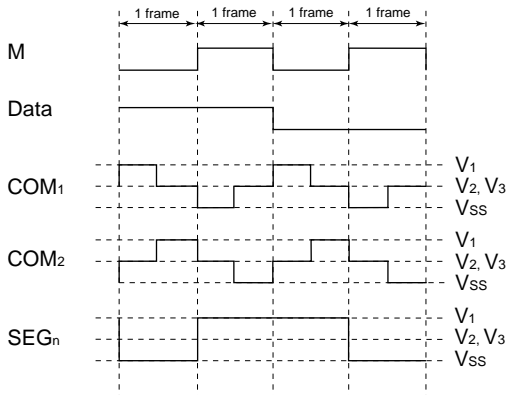 1 frame 1 frame 1 frame 1 frame
M
Data
V1
COM1 V2, V3
VSS
V1
COM2 V2, V3
VSS
V1
SEGn V2, V3
VSS